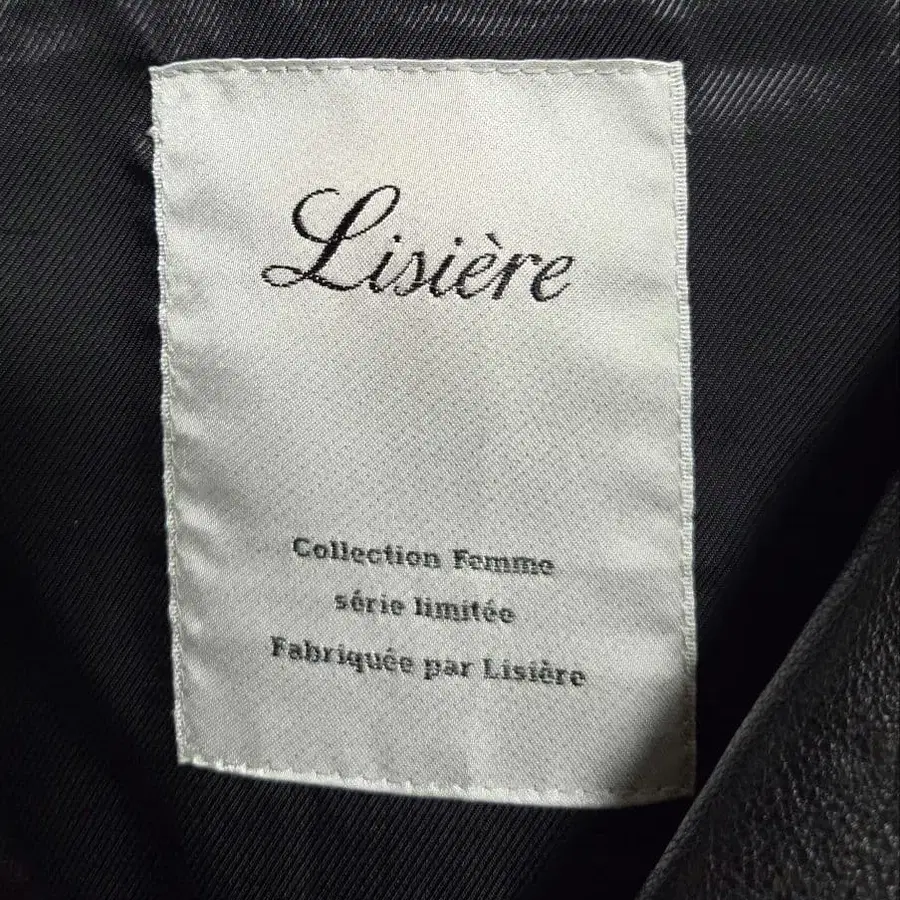 Lisière
Collection Femme
série limitée
Fabriquée par Lisière